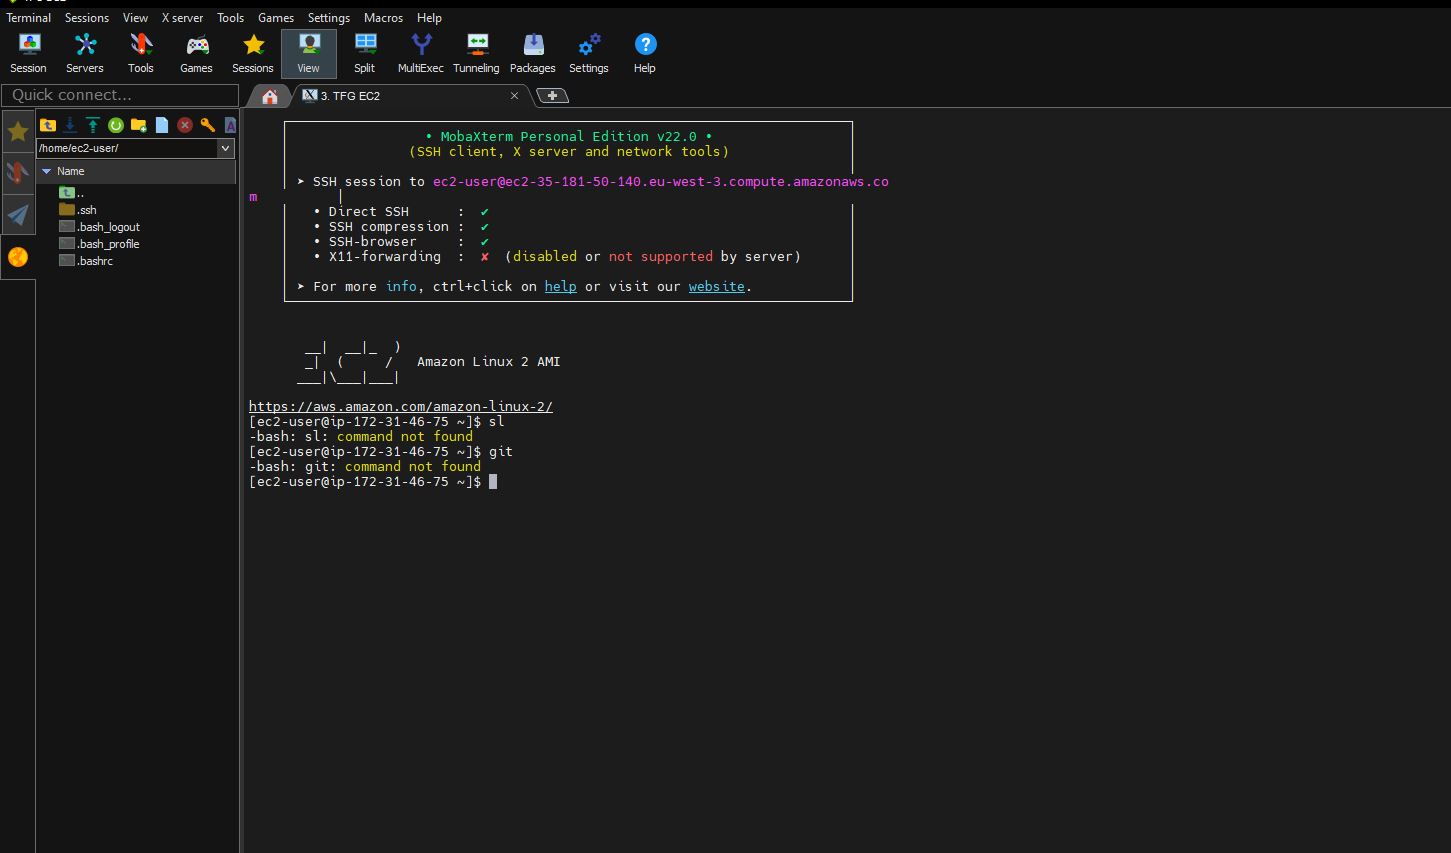 Terminal Sessions View X server Tools Games Settings Macros Help
Session Servers Tools Games Sessions View Split MultiExec Tunneling Packages Settings Help
Quick connect...
3. TFG EC2
/home/ec2-user/
Name
..
.ssh
.bash_logout
.bash_profile
.bashrc
• MobaXterm Personal Edition v22.0 •
(SSH client, X server and network tools)
➤ SSH session to ec2-user@ec2-35-181-50-140.eu-west-3.compute.amazonaws.co
m
• Direct SSH : ✔
• SSH compression : ✔
• SSH-browser : ✔
• X11-forwarding : ✘ (disabled or not supported by server)
➤ For more info, ctrl+click on help or visit our website.
__| __|_ )
_| ( / Amazon Linux 2 AMI
___|\___|___|
https://aws.amazon.com/amazon-linux-2/
[ec2-user@ip-172-31-46-75 ~]$ sl
-bash: sl: command not found
[ec2-user@ip-172-31-46-75 ~]$ git
-bash: git: command not found
[ec2-user@ip-172-31-46-75 ~]$